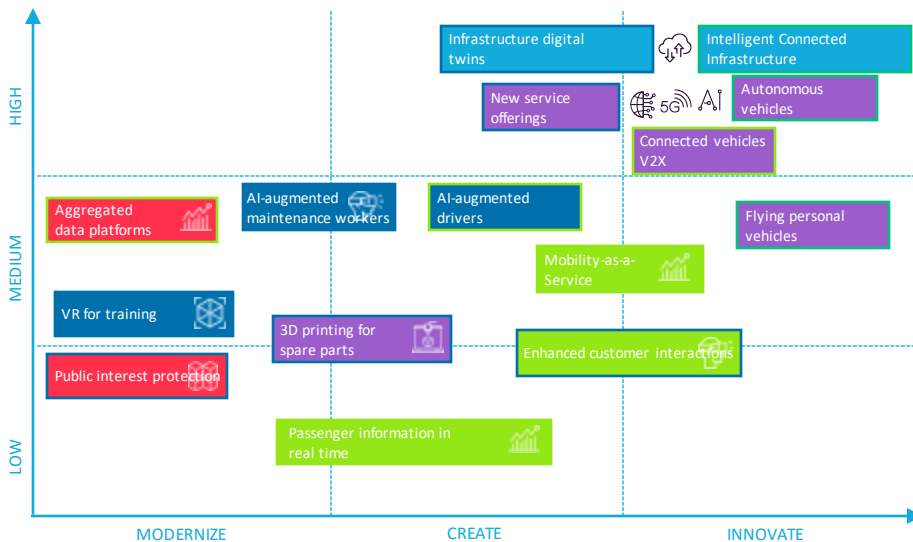 Infrastructure digital
twins
Intelligent Connected
Infrastructure
HIGH
New service
offerings
5G
AI
Autonomous
vehicles
Connected vehicles
V2X
Aggregated
data platforms
AI-augmented
maintenance workers
AI-augmented
drivers
Flying personal
vehicles
MEDIUM
Mobility-as-a-
Service
VR for training
3D printing for
spare parts
Enhanced customer interactions
Public interest protection
LOW
Passenger information in
real time
MODERNIZE
CREATE
INNOVATE